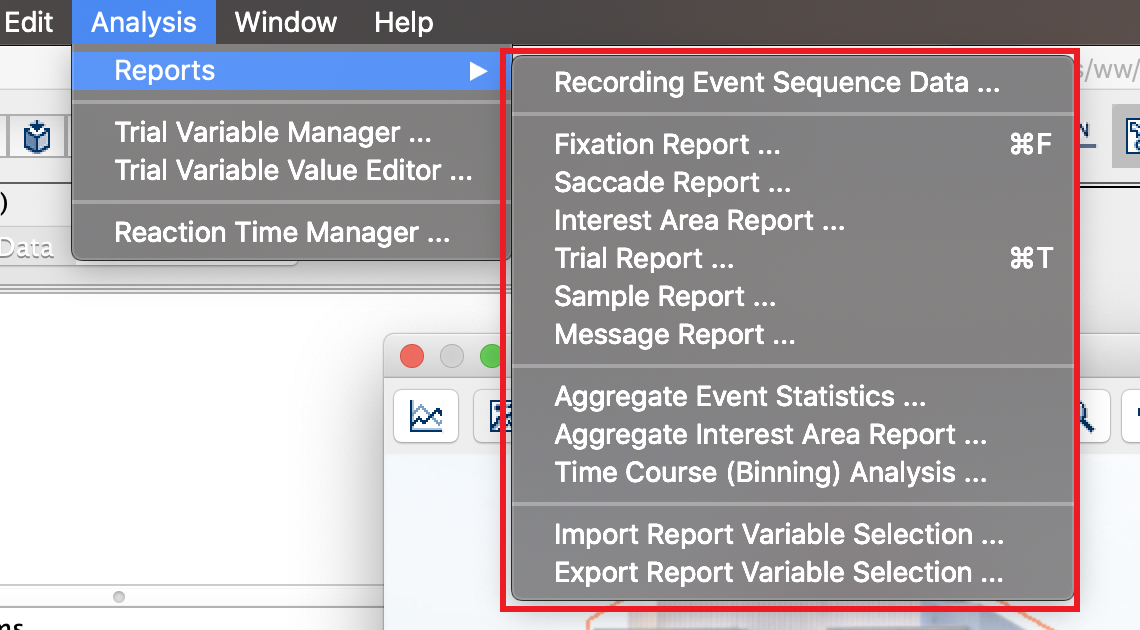 Edit Analysis Window Help
Reports
Trial Variable Manager ...
Trial Variable Value Editor ...
Reaction Time Manager ...
)
Data
s/ww/
Recording Event Sequence Data ...
Fixation Report ... ⌘F
Saccade Report ...
Interest Area Report ...
Trial Report ... ⌘T
Sample Report ...
Message Report ...
Aggregate Event Statistics ...
Aggregate Interest Area Report ...
Time Course (Binning) Analysis ...
Import Report Variable Selection ...
Export Report Variable Selection ...